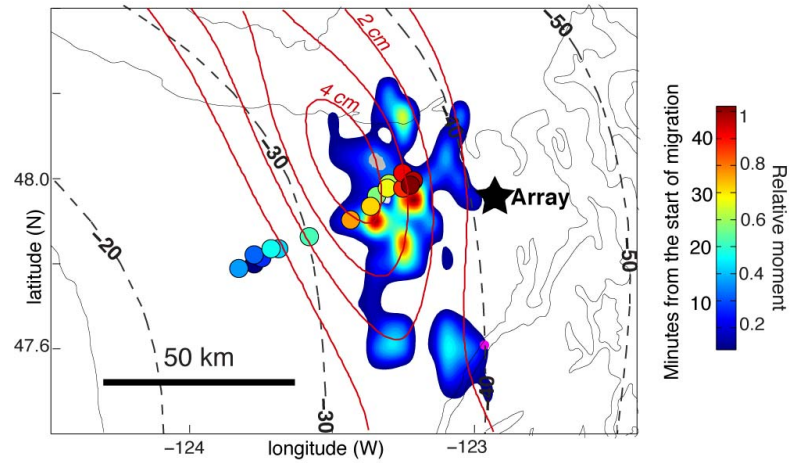 −50
2 cm
4 cm
−40
−30
48.0
Array
−20
−50
latitude (N)
50 km
47.6
−30
40
−124
longitude (W)
−123
Minutes from the start of migration
40
30
20
10
1
0.8
0.6
0.4
0.2
Relative moment